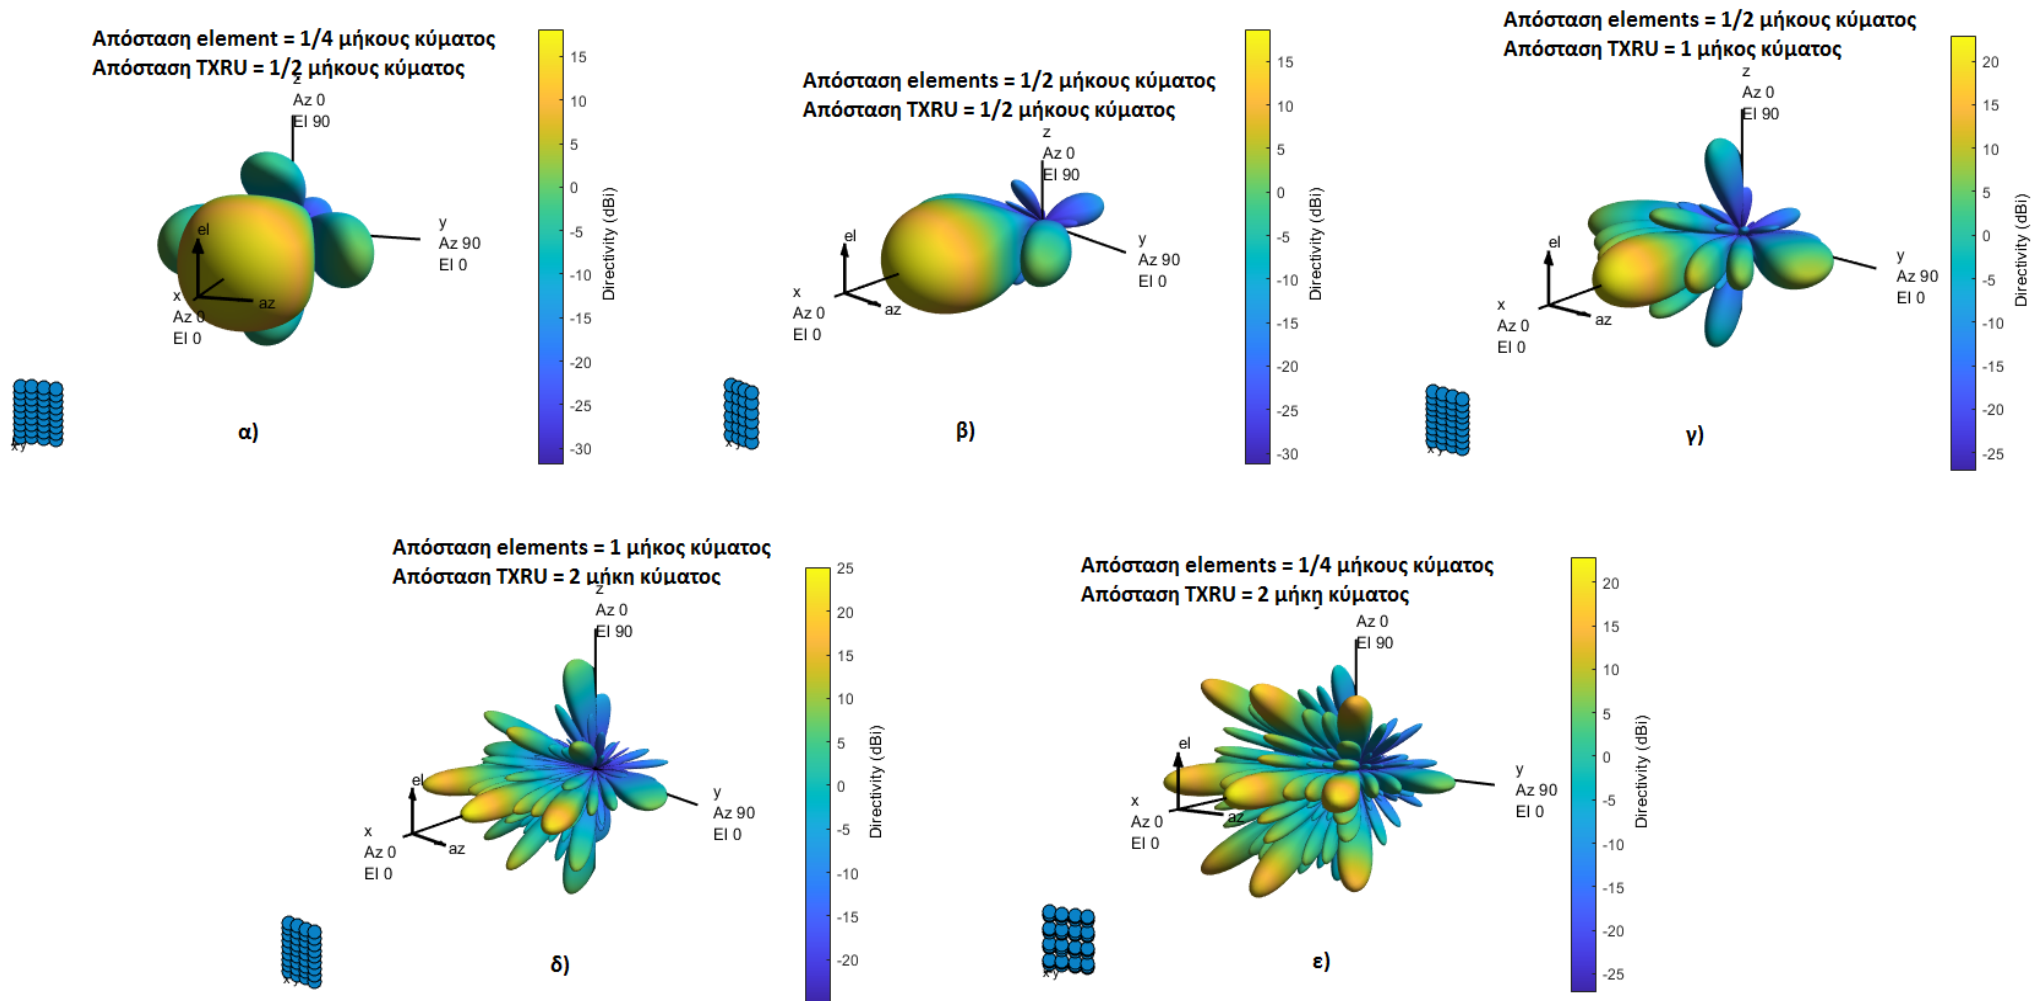 Απόσταση element = 1/4 μήκους κύματος
Απόσταση TXRU = 1/2 μήκους κύματος
z
Az 0
El 90
y
Az 90
El 0
el
az
x
Az 0
El 0
x y
15
10
5
0
-5
-10
-15
-20
-25
-30
Directivity (dBi)
α)
Απόσταση elements = 1/2 μήκους κύματος
Απόσταση TXRU = 1/2 μήκους κύματος
z
Az 0
El 90
y
Az 90
El 0
el
az
x
Az 0
El 0
x
15
10
5
0
-5
-10
-15
-20
-25
-30
Directivity (dBi)
β)
Απόσταση elements = 1/2 μήκους κύματος
Απόσταση TXRU = 1 μήκος κύματος
z
Az 0
El 90
y
Az 90
El 0
el
az
x
Az 0
El 0
x y
20
15
10
5
0
-5
-10
-15
-20
-25
Directivity (dBi)
γ)
Απόσταση elements = 1 μήκος κύματος
Απόσταση TXRU = 2 μήκη κύματος
z
Az 0
El 90
y
Az 90
El 0
el
az
x
Az 0
El 0
x y
25
20
15
10
5
0
-5
-10
-15
-20
Directivity (dBi)
δ)
Απόσταση elements = 1/4 μήκους κύματος
Απόσταση TXRU = 2 μήκη κύματος
Az 0
El 90
y
Az 90
El 0
el
az
x
Az 0
El 0
x y
20
15
10
5
0
-5
-10
-15
-20
-25
Directivity (dBi)
ε)